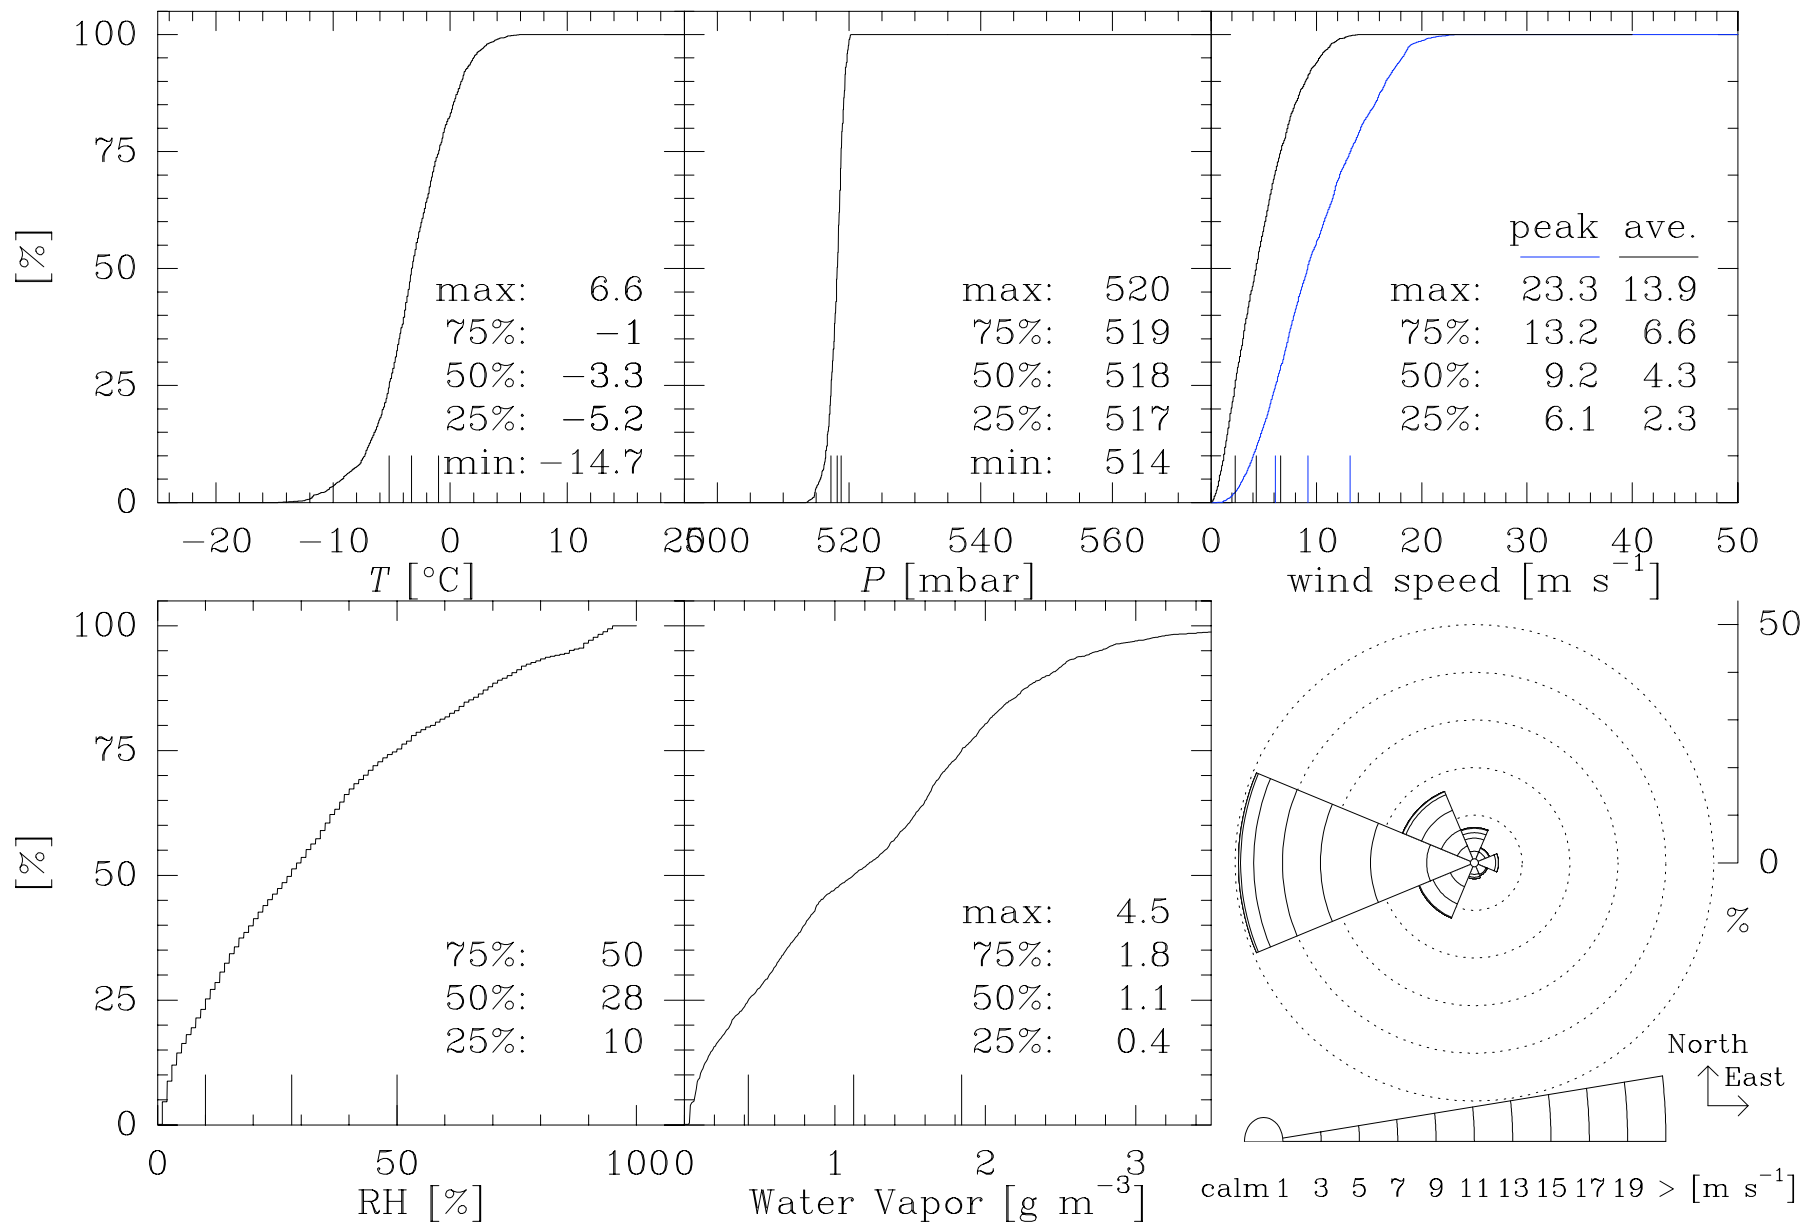 100
75
50
25
0
[%]
max: 6.6
75%: −1
50%: −3.3
25%: −5.2
min: −14.7
−20 −10 0 10 20
T [°C]
max: 520
75%: 519
50%: 518
25%: 517
min: 514
500 520 540 560
P [mbar]
peak ave.
max: 23.3 13.9
75%: 13.2 6.6
50%: 9.2 4.3
25%: 6.1 2.3
0 10 20 30 40 50
wind speed [m s⁻¹]
100
75
50
25
0
[%]
75%: 50
50%: 28
25%: 10
0 50 100
RH [%]
max: 4.5
75%: 1.8
50%: 1.1
25%: 0.4
0 1 2 3
Water Vapor [g m⁻³]
50
0
%
North
East
calm 1 3 5 7 9 11 13 15 17 19 > [m s⁻¹]